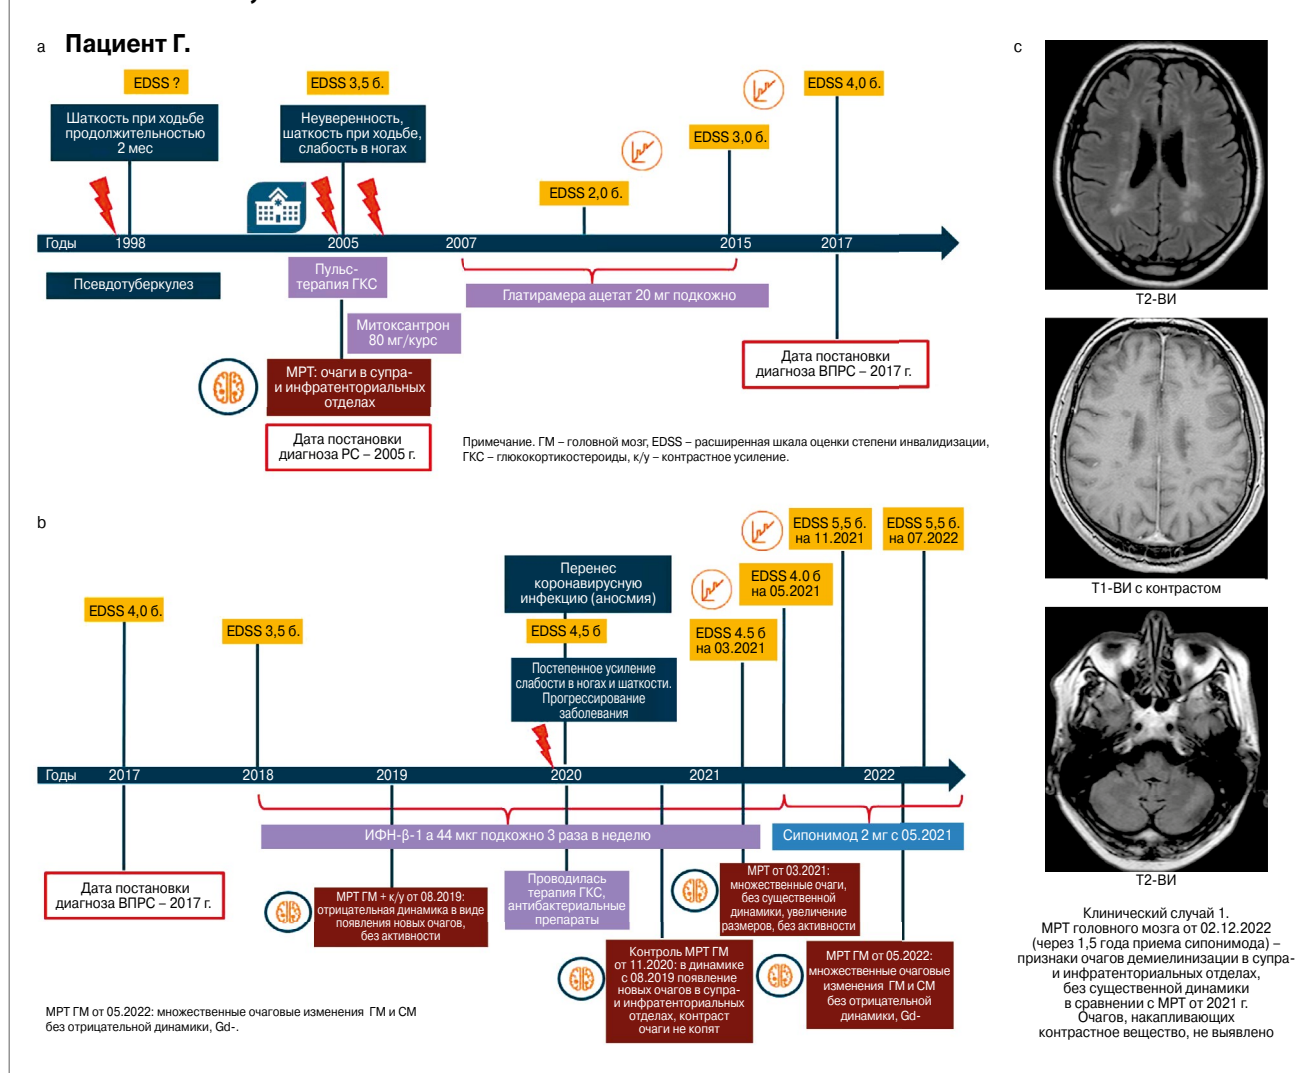 a
Пациент Г.
EDSS ?
Шаткость при ходьбе
продолжительностью
2 мес
EDSS 3,5 б.
Неуверенность,
шаткость при ходьбе,
слабость в ногах
EDSS 2,0 б.
EDSS 3,0 б.
EDSS 4,0 б.
Годы
1998
2005
2007
2015
2017
Псевдотуберкулез
Пульс-
терапия ГКС
Митоксантрон
80 мг/курс
Глатирамера ацетат 20 мг подкожно
МРТ: очаги в супра-
и инфратенториальных
отделах
Дата постановки
диагноза РС – 2005 г.
Дата постановки
диагноза ВПРС – 2017 г.
Примечание. ГМ – головной мозг, EDSS – расширенная шкала оценки степени инвалидизации,
ГКС – глюкокортикостероиды, к/у – контрастное усиление.
b
EDSS 4,0 б.
EDSS 3,5 б.
Перенес
коронавирусную
инфекцию (аносмия)
EDSS 4,5 б
Постепенное усиление
слабости в ногах и шаткости.
Прогрессирование
заболевания
EDSS 4.5 б
на 03.2021
EDSS 4.0 б
на 05.2021
EDSS 5,5 б.
на 11.2021
EDSS 5,5 б.
на 07.2022
Годы
2017
2018
2019
2020
2021
2022
ИФН-β-1 а 44 мкг подкожно 3 раза в неделю
Сипонимод 2 мг с 05.2021
Дата постановки
диагноза ВПРС – 2017 г.
МРТ ГМ + к/у от 08.2019:
отрицательная динамика в виде
появления новых очагов,
без активности
Проводилась
терапия ГКС,
антибактериальные
препараты
Контроль МРТ ГМ
от 11.2020: в динамике
с 08.2019 появление
новых очагов в супра-
и инфратенториальных
отделах, контраст
очаги не копят
МРТ от 03.2021:
множественные очаги,
без существенной
динамики, увеличение
размеров, без активности
МРТ ГМ от 05.2022:
множественные очаговые
изменения ГМ и СМ
без отрицательной
динамики, Gd-
МРТ ГМ от 05.2022: множественные очаговые изменения ГМ и СМ
без отрицательной динамики, Gd-.
c
Т2-ВИ
Т1-ВИ с контрастом
Т2-ВИ
Клинический случай 1.
МРТ головного мозга от 02.12.2022
(через 1,5 года приема сипонимода) –
признаки очагов демиелинизации в супра-
и инфратенториальных отделах,
без существенной динамики
в сравнении с МРТ от 2021 г.
Очагов, накапливающих
контрастное вещество, не выявлено